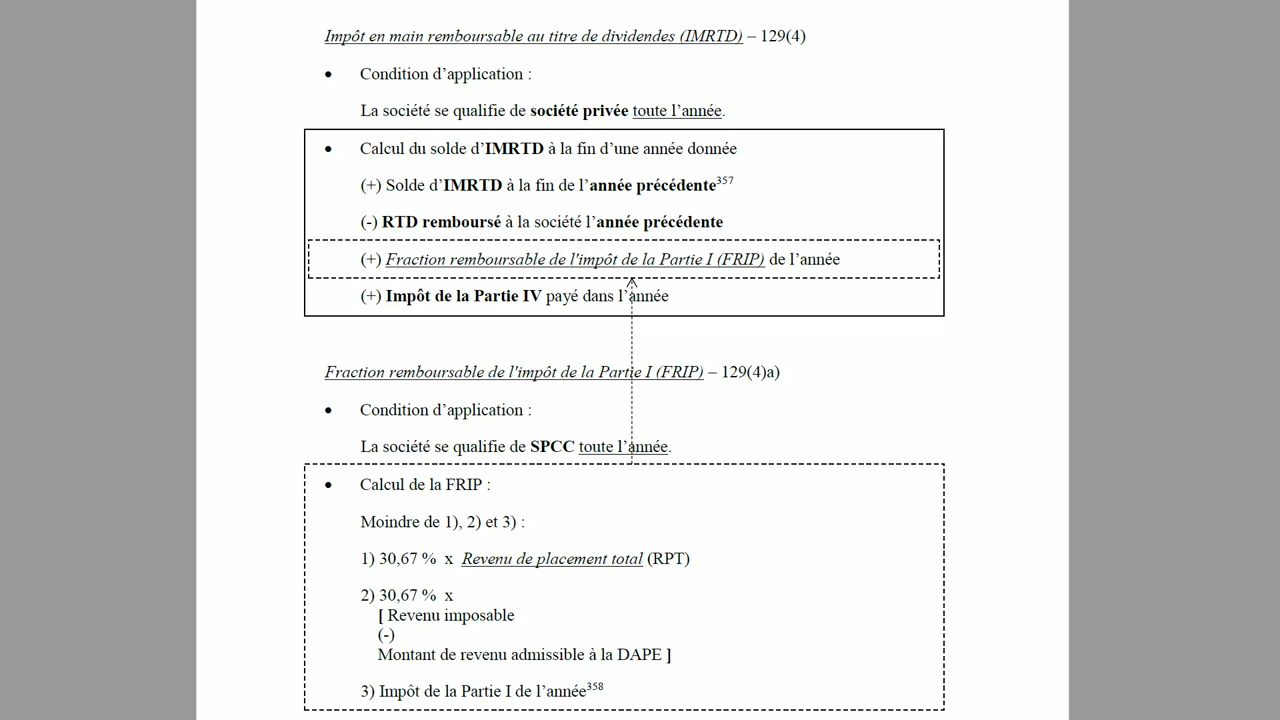 Impôt en main remboursable au titre de dividendes (IMRTD) – 129(4)
• Condition d’application :
La société se qualifie de société privée toute l’année.
• Calcul du solde d’IMRTD à la fin d’une année donnée
(+) Solde d’IMRTD à la fin de l’année précédente357
(-) RTD remboursé à la société l’année précédente
(+) Fraction remboursable de l'impôt de la Partie I (FRIP) de l’année
(+) Impôt de la Partie IV payé dans l’année
Fraction remboursable de l'impôt de la Partie I (FRIP) – 129(4)a)
• Condition d’application :
La société se qualifie de SPCC toute l’année.
• Calcul de la FRIP :
Moindre de 1), 2) et 3) :
1) 30,67 % x Revenu de placement total (RPT)
2) 30,67 % x
[ Revenu imposable
(-)
Montant de revenu admissible à la DAPE ]
3) Impôt de la Partie I de l’année358